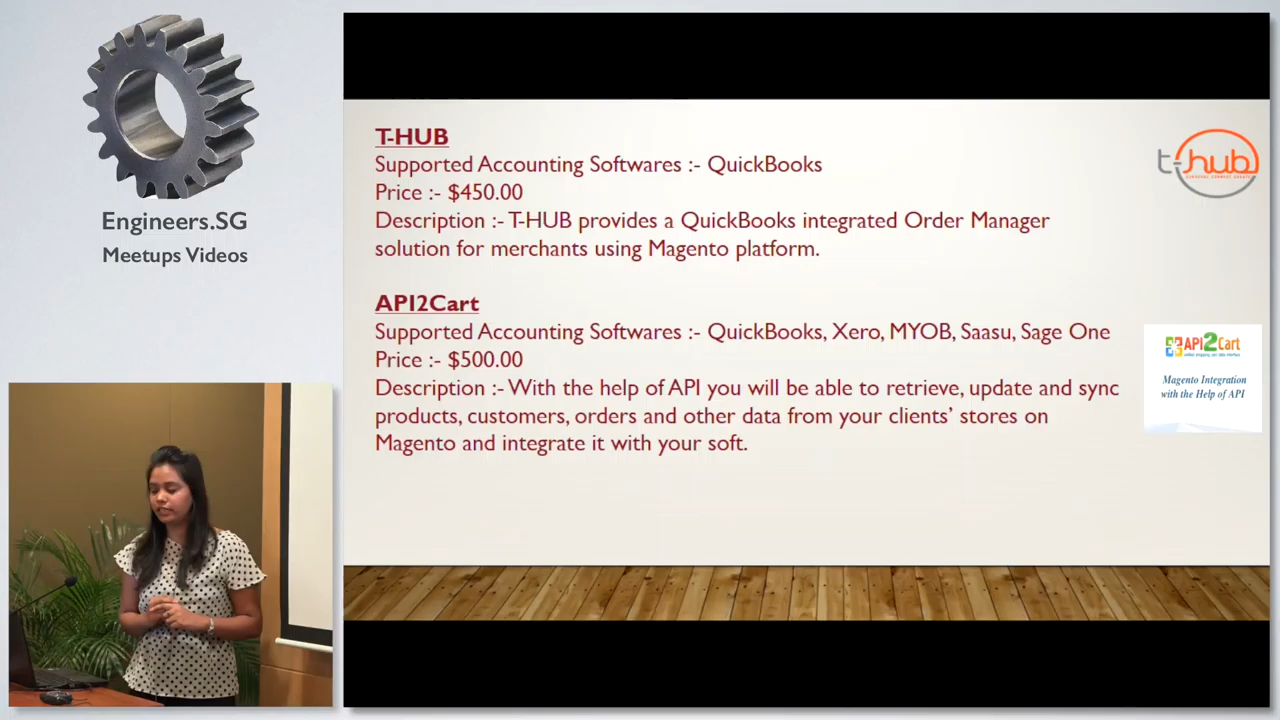 Engineers.SG
Meetups Videos
T-HUB
Supported Accounting Softwares :- QuickBooks
Price :- $450.00
Description :- T-HUB provides a QuickBooks integrated Order Manager
solution for merchants using Magento platform.
t-hub
API2Cart
Supported Accounting Softwares :- QuickBooks, Xero, MYOB, Saasu, Sage One
Price :- $500.00
Description :- With the help of API you will be able to retrieve, update and sync
products, customers, orders and other data from your clients’ stores on
Magento and integrate it with your soft.
API2Cart
Magento Integration
with the Help of API